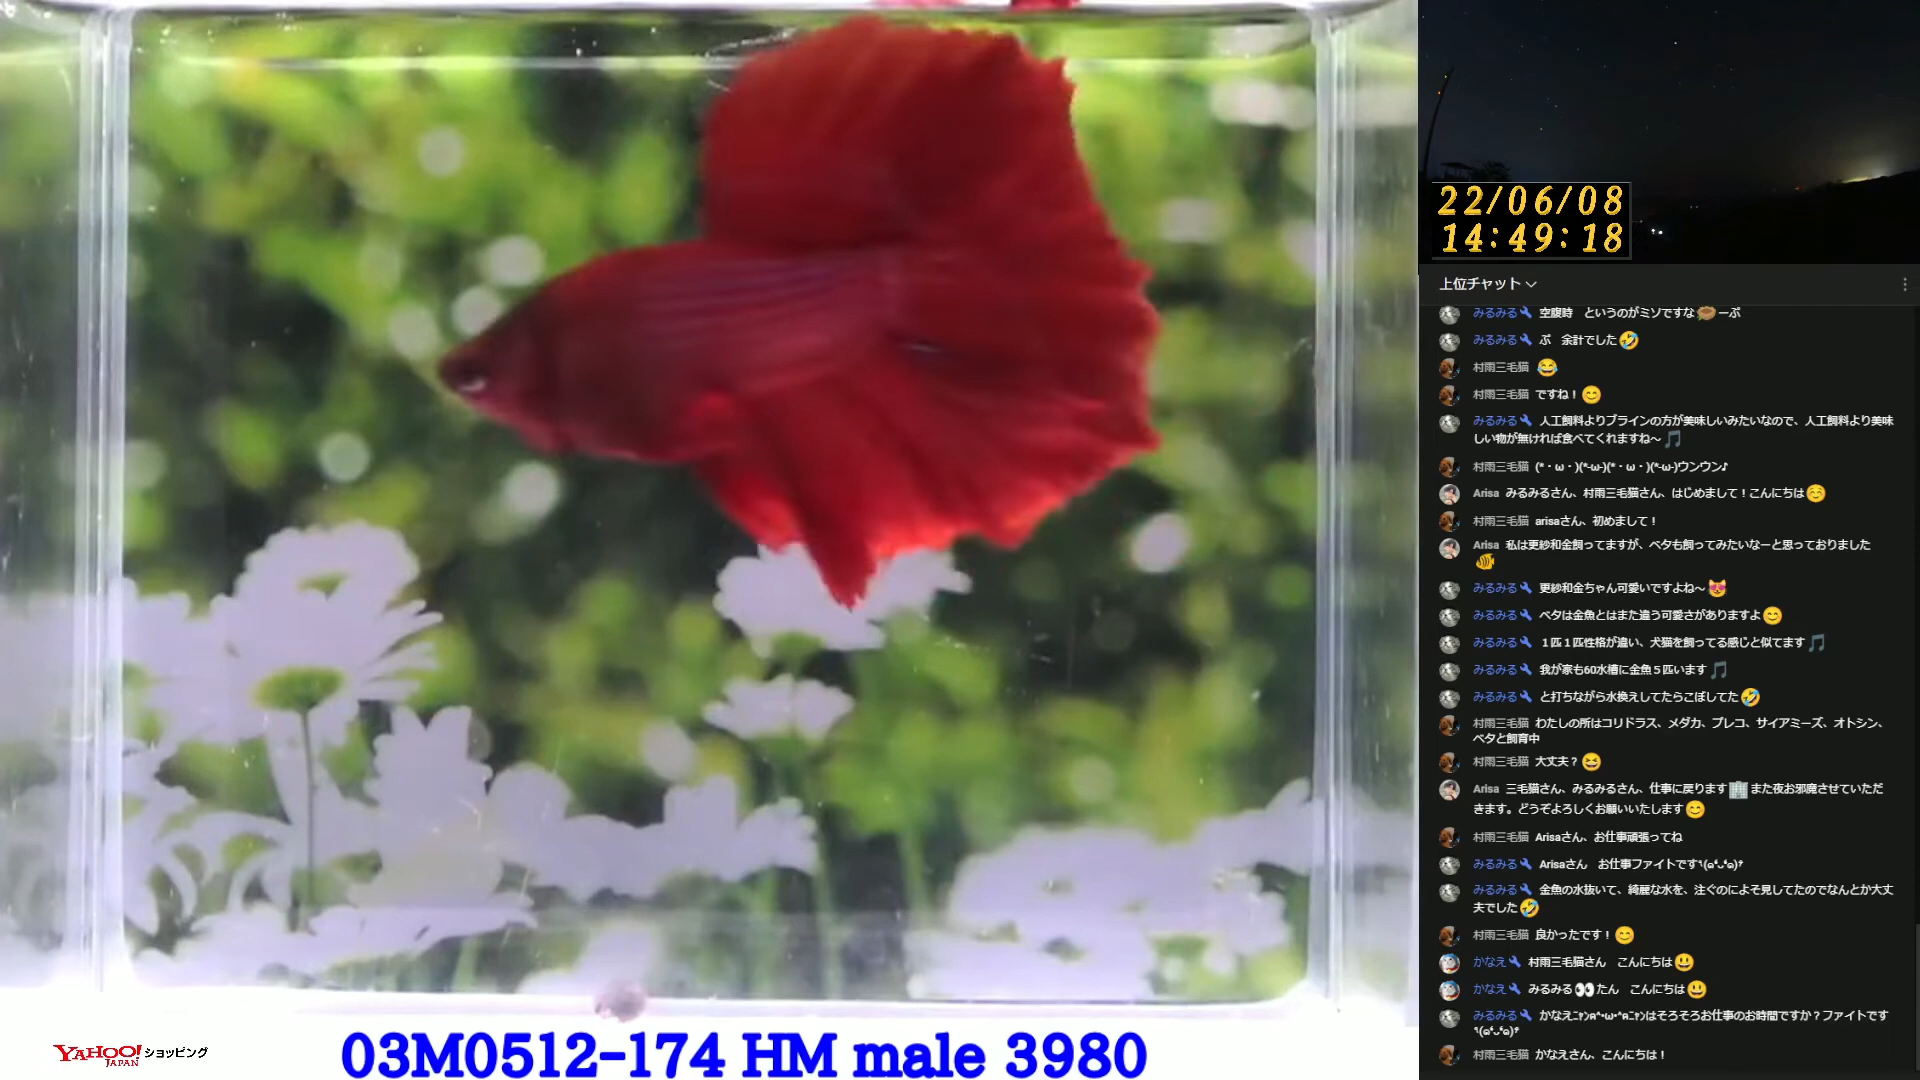 22/06/08
14:49:18
上位チャット
みるみる 空腹時 というのがミソですな ーぷ
みるみる ぷ 余計でした
村雨三毛猫
村雨三毛猫 ですね！
みるみる 人工飼料よりブラインの方が美味しいみたいなので、人工飼料より美味
しい物が無ければ食べてくれますね～
村雨三毛猫 (*・ω・)(*-ω-)(*・ω・)(*-ω-)ウンウン♪
Arisa みるみるさん、村雨三毛猫さん、はじめまして！こんにちは
村雨三毛猫 arisaさん、初めまして！
Arisa 私は更紗和金飼ってますが、ベタも飼ってみたいなーと思っておりました
みるみる 更紗和金ちゃん可愛いですよね～
みるみる ベタは金魚とはまた違う可愛さがありますよ
みるみる １匹１匹性格が違い、犬猫を飼ってる感じと似てます
みるみる 我が家も60水槽に金魚５匹います
みるみる と打ちながら水換えしてたらこぼしてた
村雨三毛猫 わたしの所はコリドラス、メダカ、プレコ、サイアミーズ、オトシン、
ベタと飼育中
村雨三毛猫 大丈夫？
Arisa 三毛猫さん、みるみるさん、仕事に戻ります また夜お邪魔させていただ
きます。どうぞよろしくお願いいたします
村雨三毛猫 Arisaさん、お仕事頑張ってね
みるみる Arisaさん お仕事ファイトです٩(๑❛ᴗ❛๑)۶
みるみる 金魚の水抜いて、綺麗な水を、注ぐのによそ見してたのでなんとか大丈
夫でした
村雨三毛猫 良かったです！
かなえ 村雨三毛猫さん こんにちは
かなえ みるみる たん こんにちは
みるみる かなえﾆｬﾝฅ^•ω•^ฅﾆｬﾝはそろそろお仕事のお時間ですか？ファイトです
٩(๑❛ᴗ❛๑)۶
村雨三毛猫 かなえさん、こんにちは！
YAHOO! JAPAN ショッピング
03M0512-174 HM male 3980